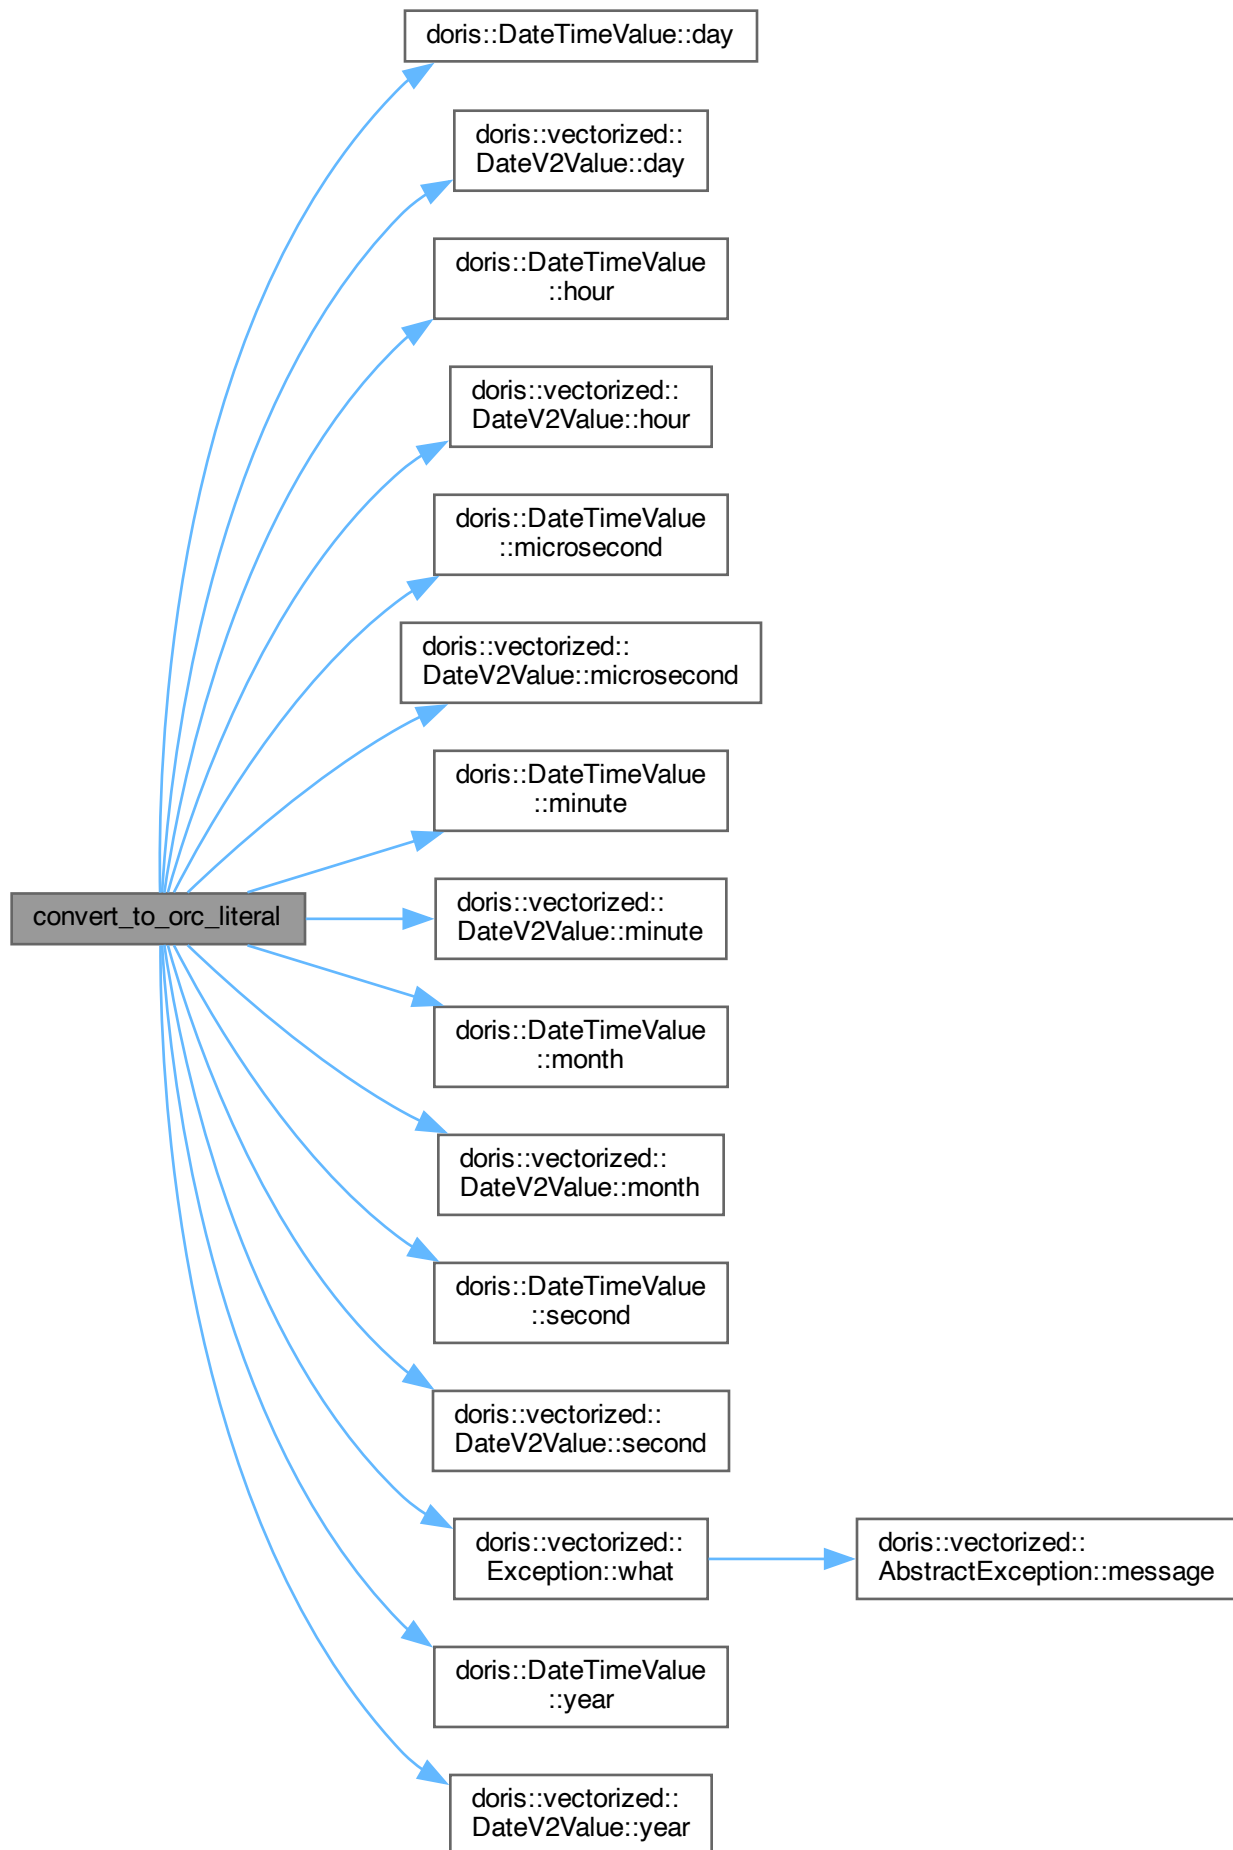 doris::DateTimeValue::day
doris::vectorized::
DateV2Value::day
doris::DateTimeValue
::hour
doris::vectorized::
DateV2Value::hour
doris::DateTimeValue
::microsecond
doris::vectorized::
DateV2Value::microsecond
doris::DateTimeValue
::minute
convert_to_orc_literal
doris::vectorized::
DateV2Value::minute
doris::DateTimeValue
::month
doris::vectorized::
DateV2Value::month
doris::DateTimeValue
::second
doris::vectorized::
DateV2Value::second
doris::vectorized::
Exception::what
doris::vectorized::
AbstractException::message
doris::DateTimeValue
::year
doris::vectorized::
DateV2Value::year